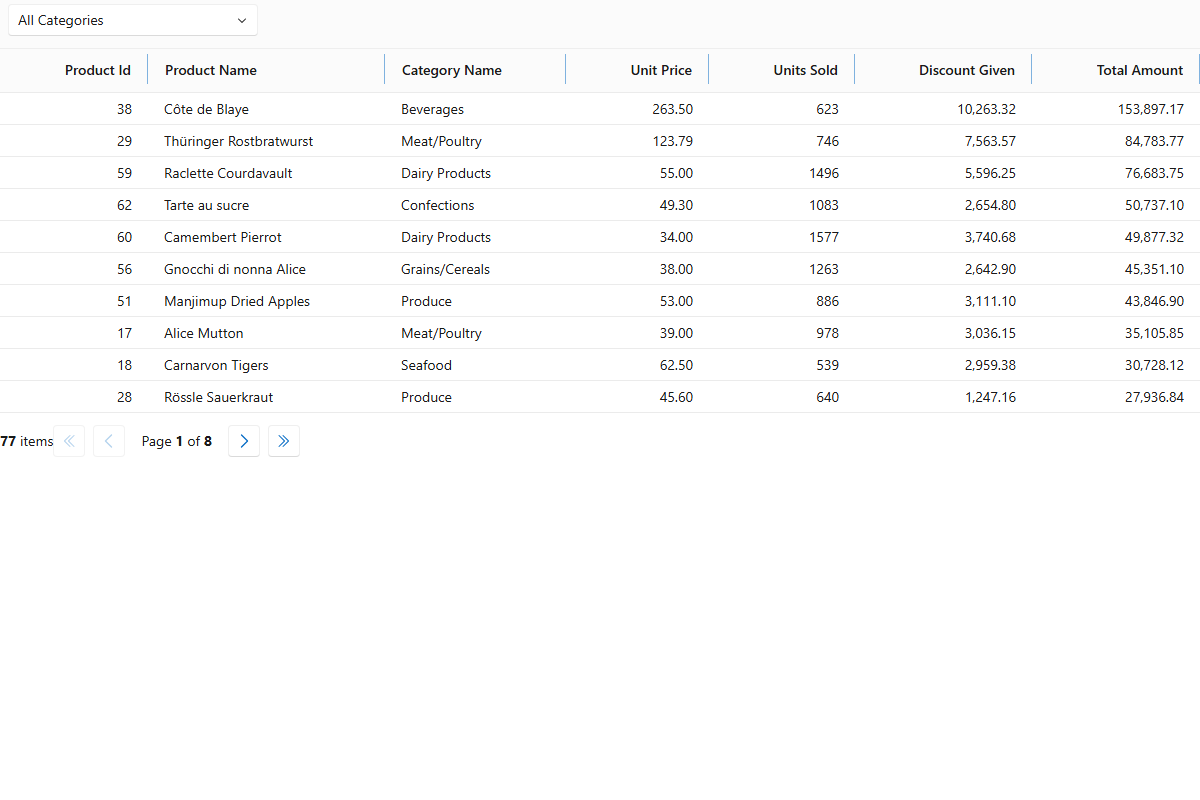 All Categories
Product Id Product Name Category Name Unit Price Units Sold Discount Given Total Amount
38 Côte de Blaye Beverages 263.50 623 10,263.32 153,897.17
29 Thüringer Rostbratwurst Meat/Poultry 123.79 746 7,563.57 84,783.77
59 Raclette Courdavault Dairy Products 55.00 1496 5,596.25 76,683.75
62 Tarte au sucre Confections 49.30 1083 2,654.80 50,737.10
60 Camembert Pierrot Dairy Products 34.00 1577 3,740.68 49,877.32
56 Gnocchi di nonna Alice Grains/Cereals 38.00 1263 2,642.90 45,351.10
51 Manjimup Dried Apples Produce 53.00 886 3,111.10 43,846.90
17 Alice Mutton Meat/Poultry 39.00 978 3,036.15 35,105.85
18 Carnarvon Tigers Seafood 62.50 539 2,959.38 30,728.12
28 Rössle Sauerkraut Produce 45.60 640 1,247.16 27,936.84
77 items Page 1 of 8